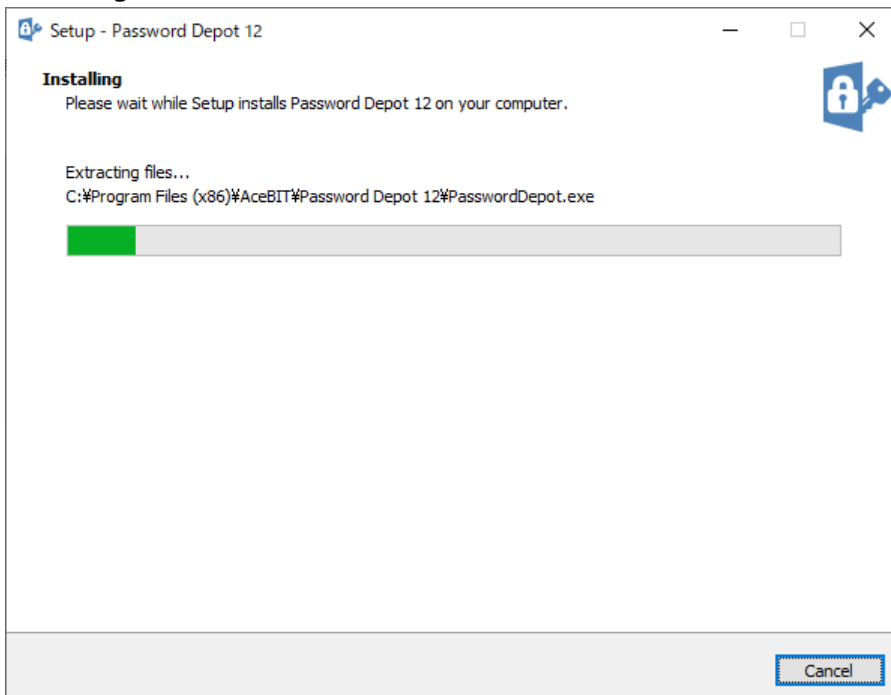 Setup - Password Depot 12
Installing
Please wait while Setup installs Password Depot 12 on your computer.
Extracting files...
C:¥Program Files (x86)¥AceBIT¥Password Depot 12¥PasswordDepot.exe
Cancel